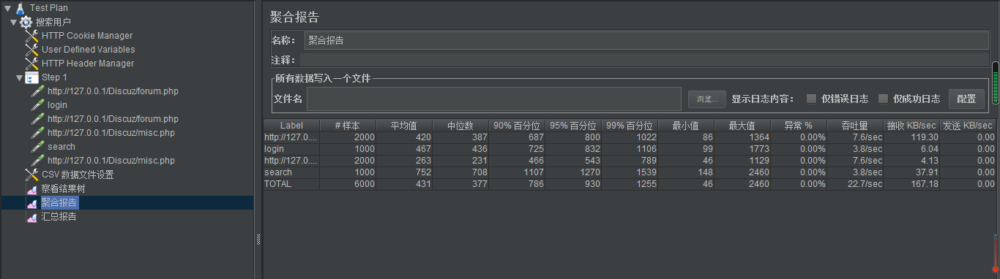 Test Plan
搜索用户
HTTP Cookie Manager
User Defined Variables
HTTP Header Manager
Step 1
http://127.0.0.1/Discuz/forum.php
login
http://127.0.0.1/Discuz/forum.php
http://127.0.0.1/Discuz/misc.php
search
http://127.0.0.1/Discuz/misc.php
CSV 数据文件设置
察看结果树
聚合报告
汇总报告
聚合报告
名称: 聚合报告
注释:
所有数据写入一个文件
文件名 浏览... 显示日志内容: 仅错误日志 仅成功日志 配置
Label # 样本 平均值 中位数 90% 百分位 95% 百分位 99% 百分位 最小值 最大值 异常 % 吞吐量 接收 KB/sec 发送 KB/sec
http://127.0.... 2000 420 387 687 800 1022 86 1364 0.00% 7.6/sec 119.30 0.00
login 1000 467 436 725 832 1106 99 1773 0.00% 3.8/sec 6.04 0.00
http://127.0.... 2000 263 231 466 543 789 46 1129 0.00% 7.6/sec 4.13 0.00
search 1000 752 708 1107 1270 1539 148 2460 0.00% 3.8/sec 37.91 0.00
TOTAL 6000 431 377 786 930 1255 46 2460 0.00% 22.7/sec 167.18 0.00